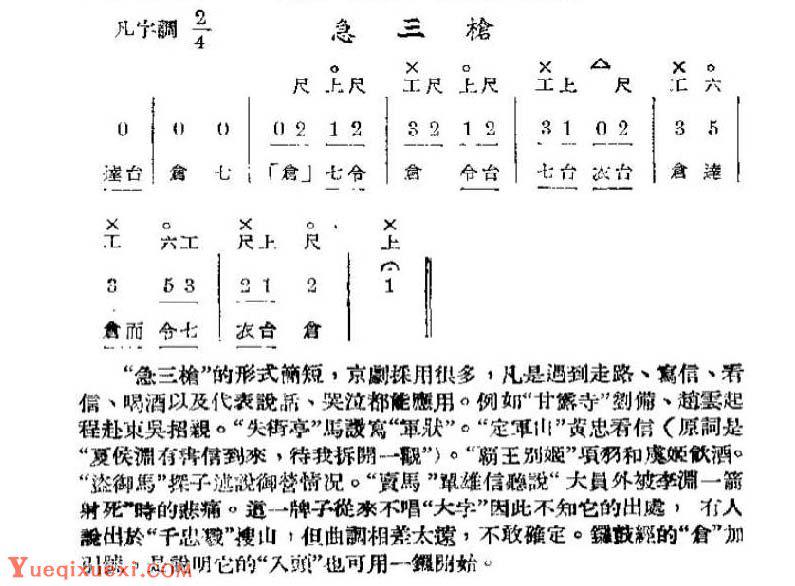 凡字調 2/4 急三槍
尺 上尺 工尺 上尺 工上 尺 工 六
0 | 0 0 | 0 2 1 2 | 3 2 1 2 | 3 1 0 2 | 3 5 |
達台 倉 七 「倉」七令 倉 令台 七台 衣台 倉 達
工 六工 尺上 尺 上
3 5 3 | 2 1 2 | 1
倉而 令七 衣台 倉
“急三槍”的形式簡短，京劇採用很多，凡是遇到走路、寫信、看
信、喝酒以及代表說話、哭泣都能應用。例如“甘露寺”劉備、趙雲起
程赴東吳招親。“失街亭”馬謖寫“軍狀”。“定軍山”黃忠看信（原詞是
“夏侯淵有書信到來，待我拆開一觀”）。“霸王別姬”項羽和虞姬飲酒。
“盜御馬”探子述說御營情况。“賣馬”單雄信聽說“大員外被李淵一箭
射死”時的悲痛。這一牌子從來不唱“大字”因此不知它的出處，有人
說出於“千忠戮”搜山，但曲調相差太遠，不敢確定。鑼鼓經的“倉”加
引號，是說明它的“入頭”也可用一鑼開始。
Yueqixuexi.com